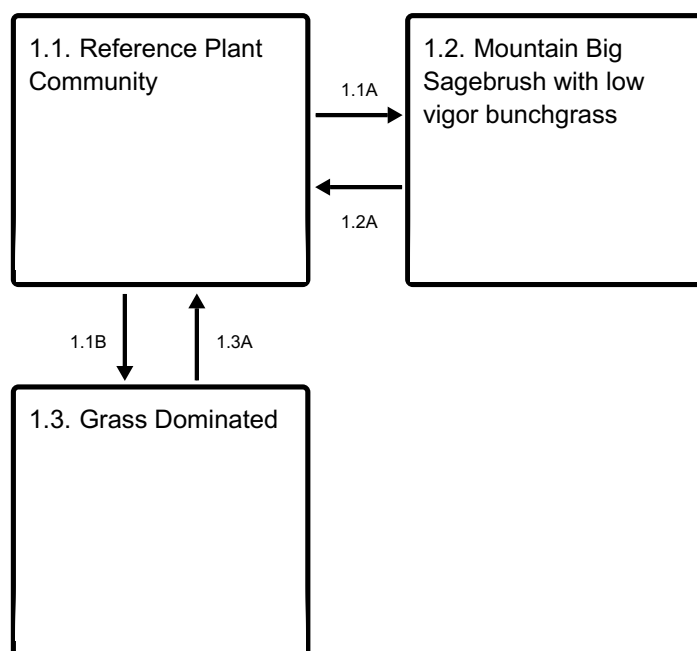 1.1. Reference Plant
Community
1.1A
1.2. Mountain Big
Sagebrush with low
vigor bunchgrass
1.2A
1.1B
1.3A
1.3. Grass Dominated